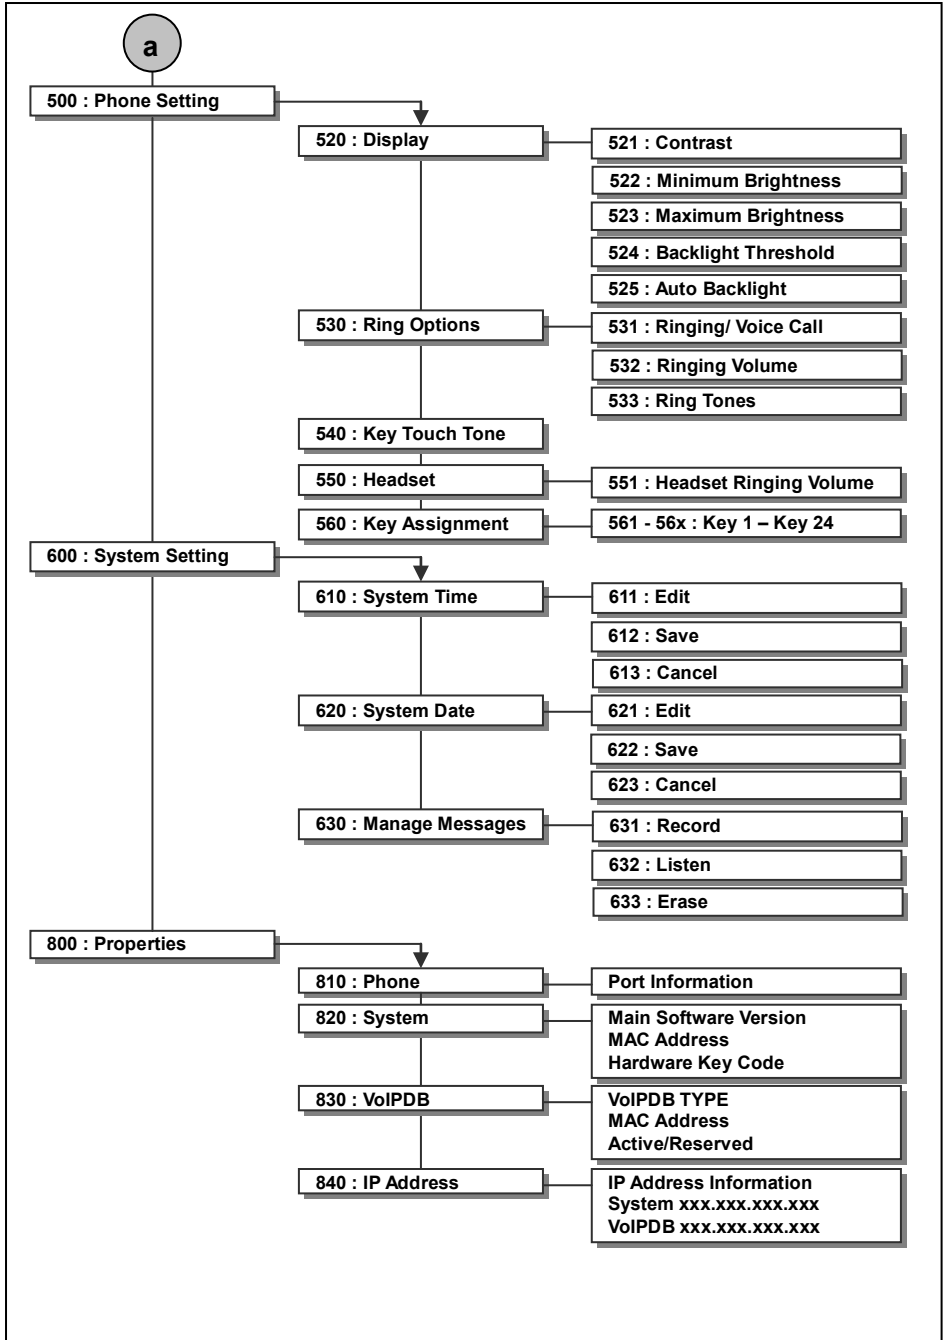 a
500 : Phone Setting
520 : Display
521 : Contrast
522 : Minimum Brightness
523 : Maximum Brightness
524 : Backlight Threshold
525 : Auto Backlight
530 : Ring Options
531 : Ringing/ Voice Call
532 : Ringing Volume
533 : Ring Tones
540 : Key Touch Tone
550 : Headset
551 : Headset Ringing Volume
560 : Key Assignment
561 - 56x : Key 1 – Key 24
600 : System Setting
610 : System Time
611 : Edit
612 : Save
613 : Cancel
620 : System Date
621 : Edit
622 : Save
623 : Cancel
630 : Manage Messages
631 : Record
632 : Listen
633 : Erase
800 : Properties
810 : Phone
Port Information
820 : System
Main Software Version
MAC Address
Hardware Key Code
830 : VoIPDB
VoIPDB TYPE
MAC Address
Active/Reserved
840 : IP Address
IP Address Information
System xxx.xxx.xxx.xxx
VoIPDB xxx.xxx.xxx.xxx